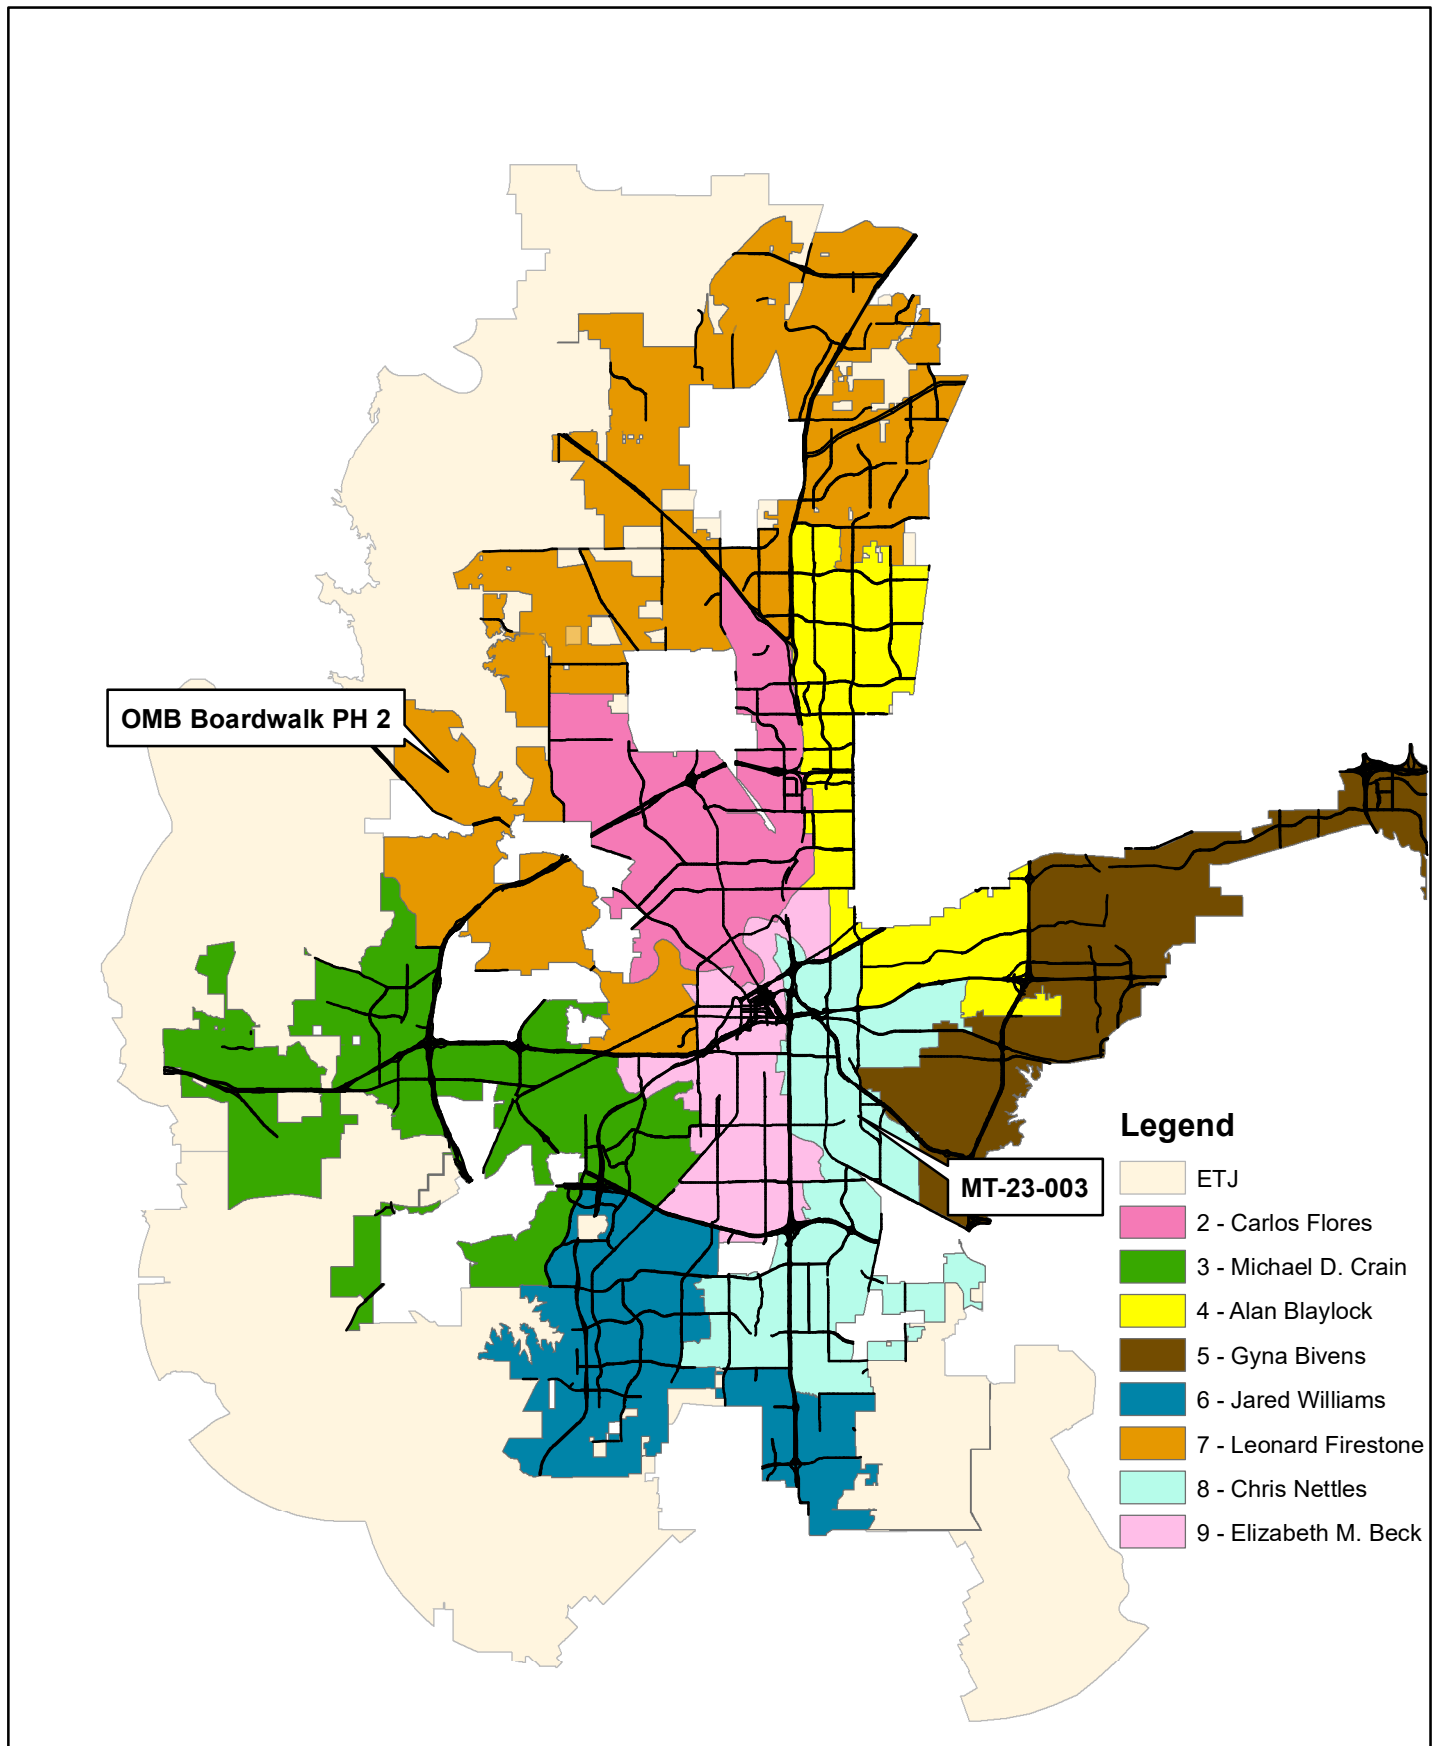 OMB Boardwalk PH 2
Legend
ETJ
MT-23-003
2 - Carlos Flores
3 - Michael D. Crain
4 - Alan Blaylock
5 - Gyna Bivens
6 - Jared Williams
7 - Leonard Firestone
8 - Chris Nettles
9 - Elizabeth M. Beck